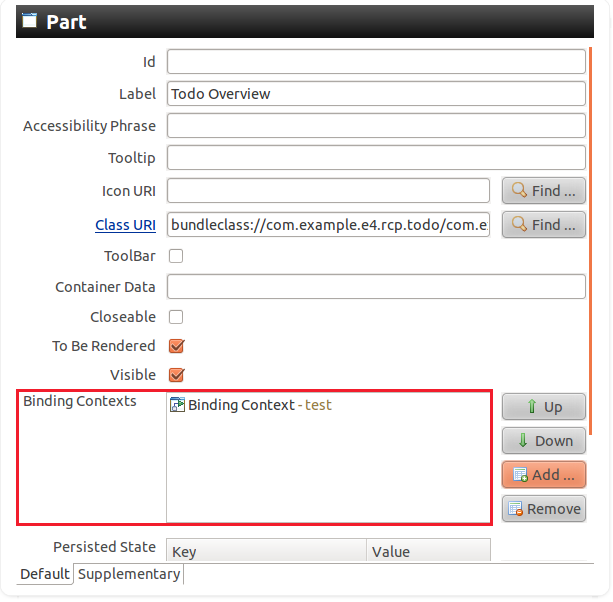 Part
Id
Label Todo Overview
Accessibility Phrase
Tooltip
Icon URI Find ...
Class URI bundleclass://com.example.e4.rcp.todo/com.e Find ...
ToolBar
Container Data
Closeable
To Be Rendered
Visible
Binding Contexts Binding Context - test Up
Down
Add ...
Remove
Persisted State Key Value
Default Supplementary